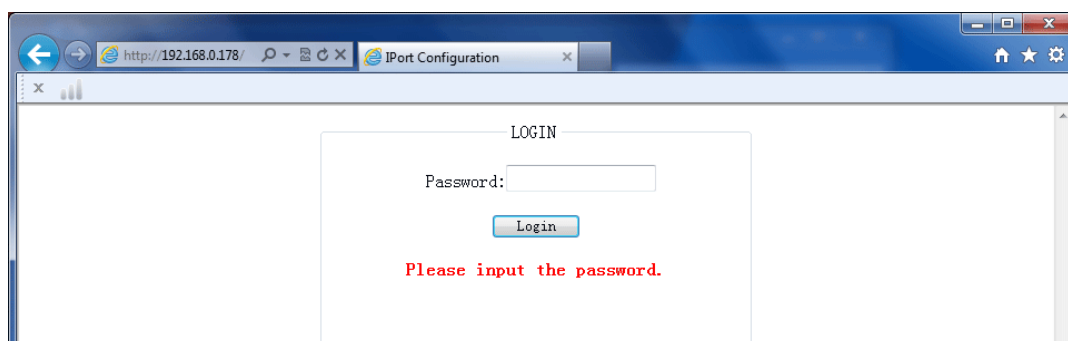 http://192.168.0.178/
IPort Configuration
LOGIN
Password:
Login
Please input the password.